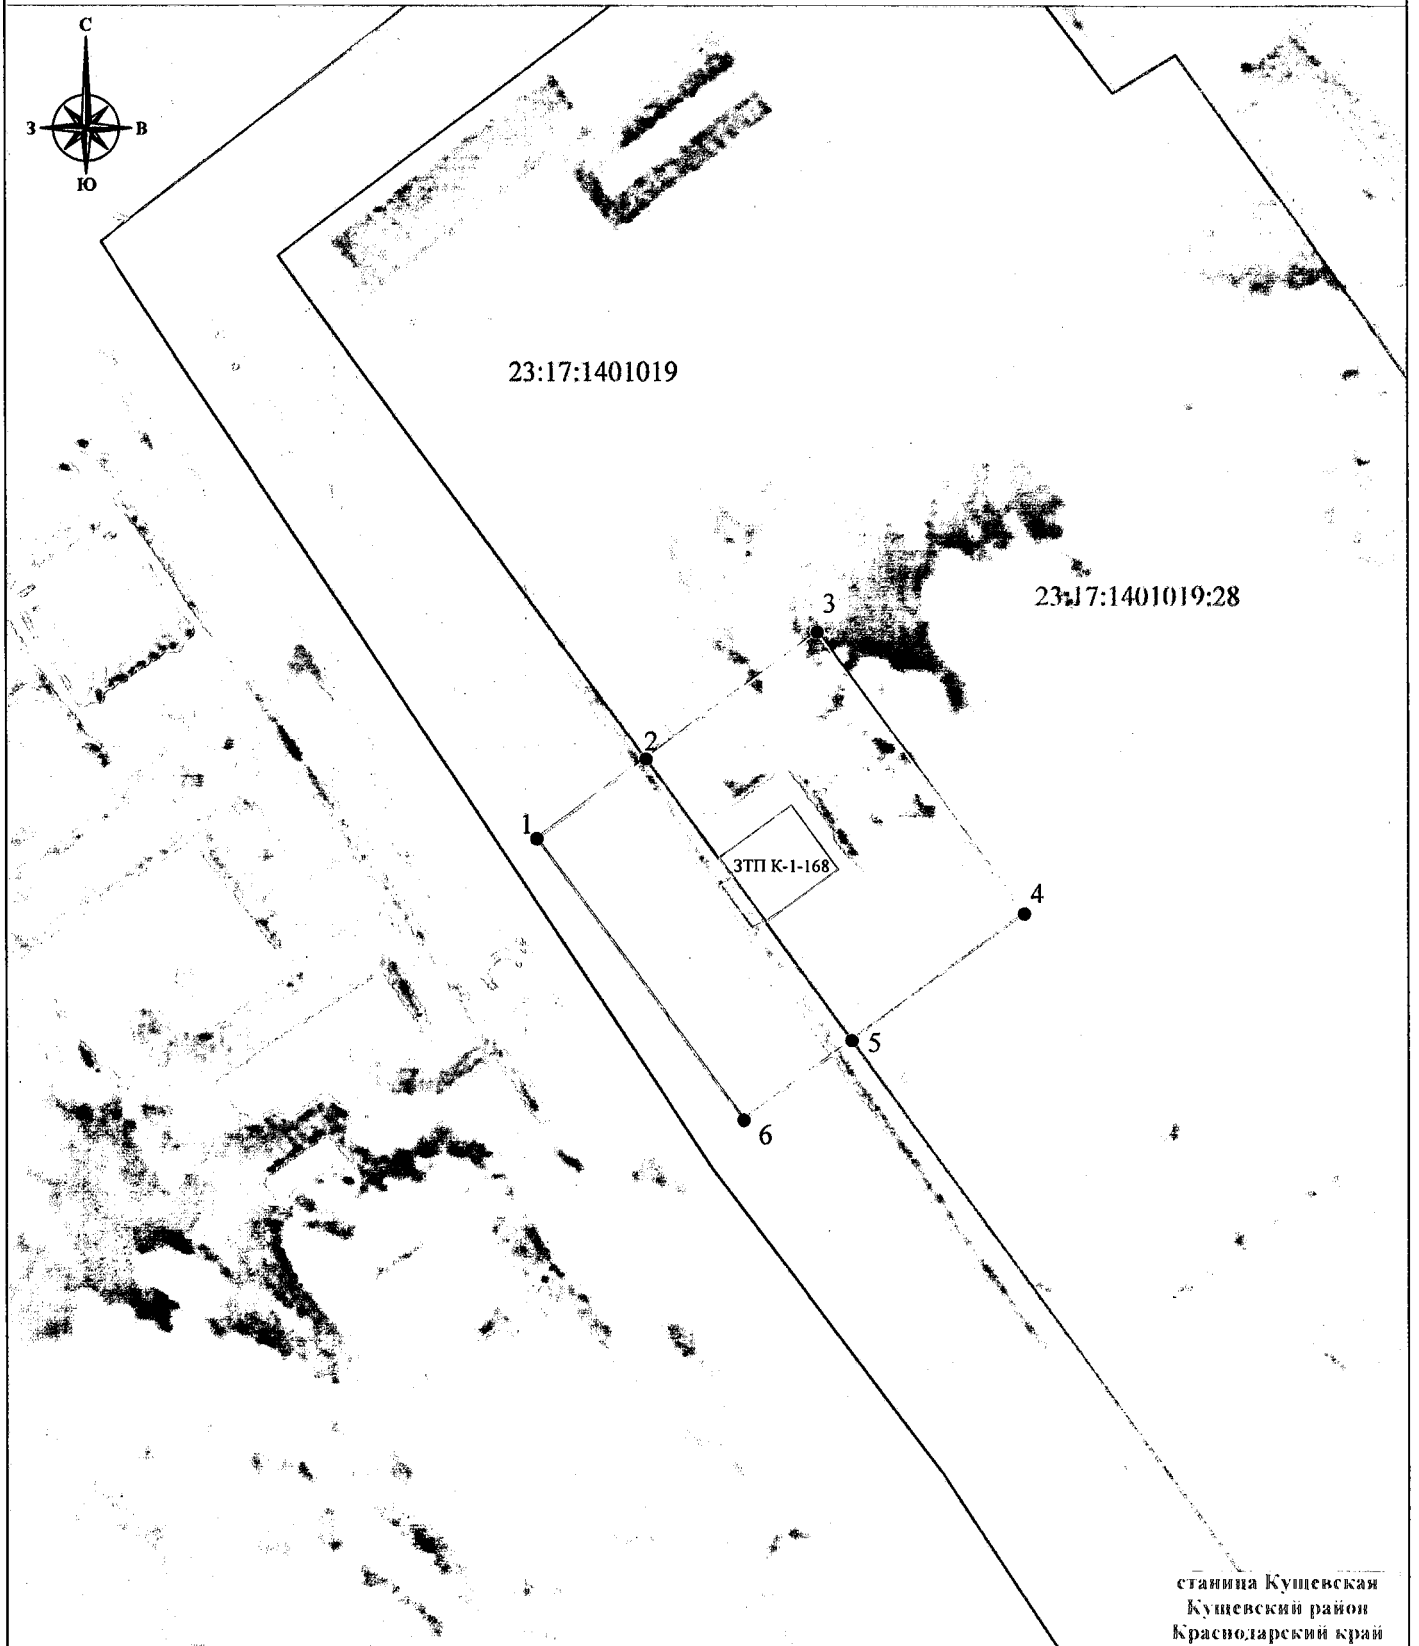 С
З
В
Ю
23:17:1401019
23:17:1401019:28
3
2
1
ЗТП К-1-168
4
5
6
станица Кущевская
Кущевский район
Краснодарский край